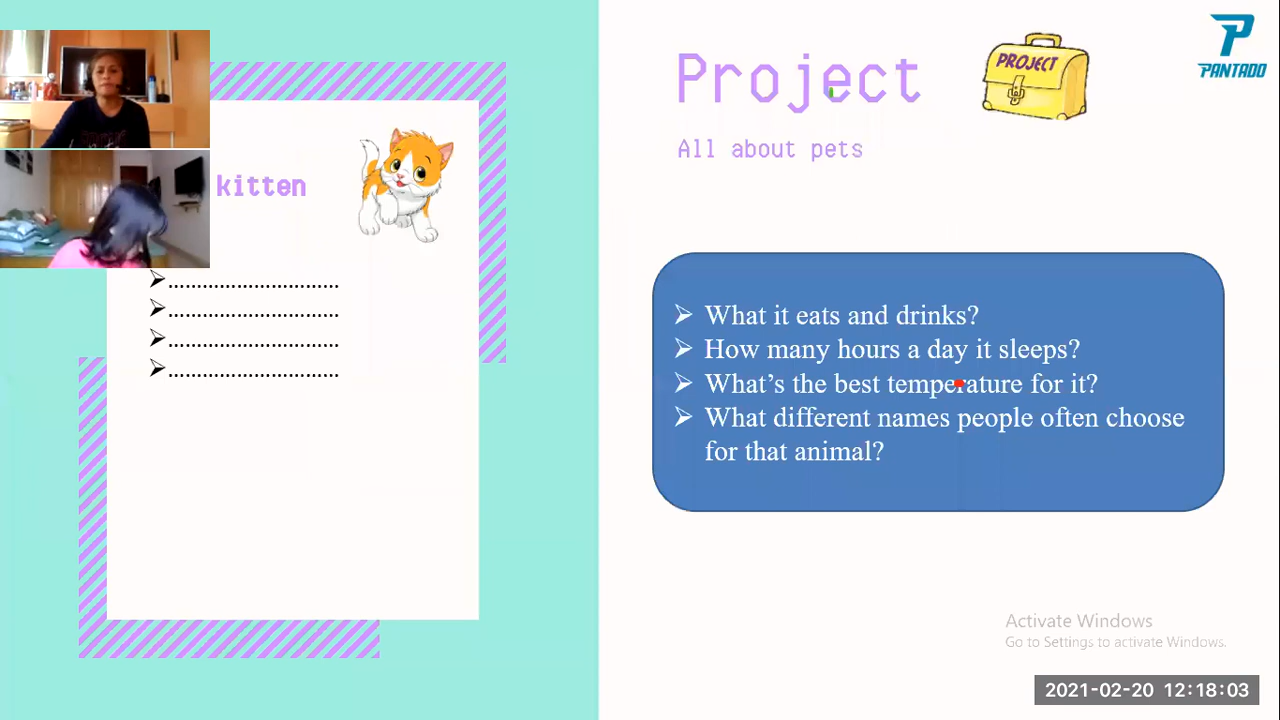 Project
PROJECT
PANTADO
All about pets
kitten
➢..............................
➢..............................
➢..............................
➢..............................
➢ What it eats and drinks?
➢ How many hours a day it sleeps?
➢ What’s the best temperature for it?
➢ What different names people often choose
for that animal?
Activate Windows
Go to Settings to activate Windows.
2021-02-20 12:18:03